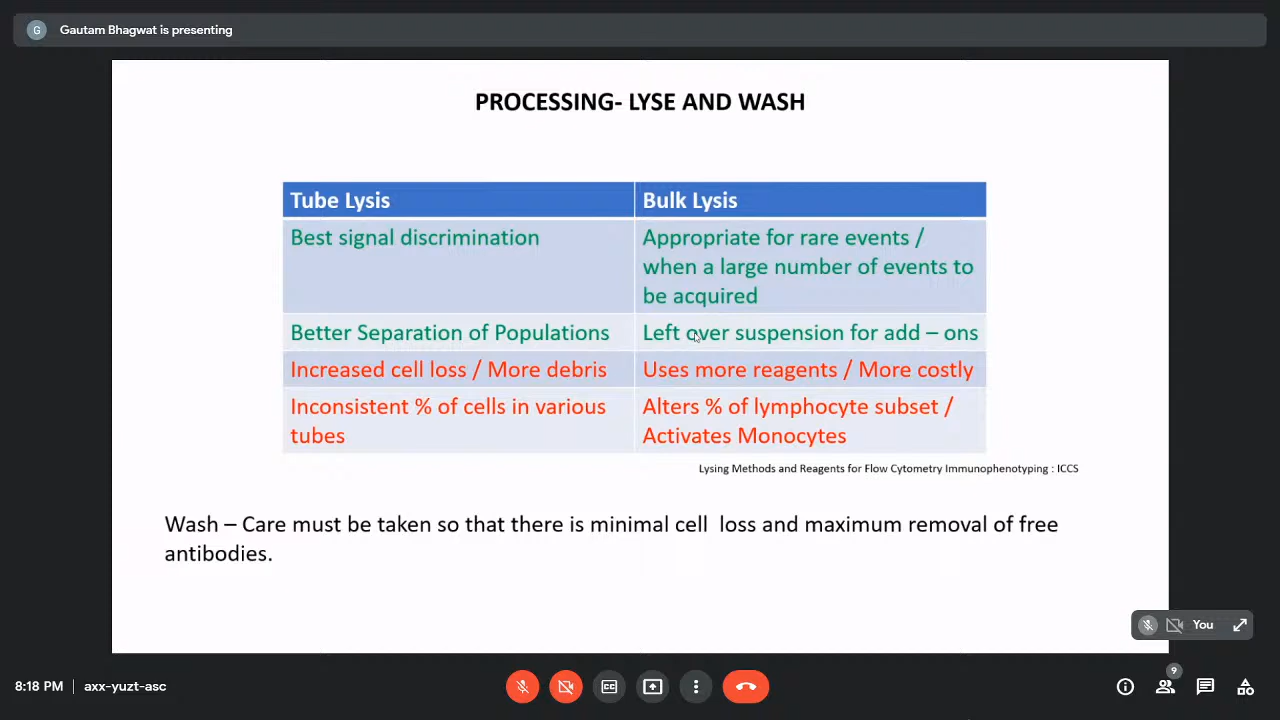 G
Gautam Bhagwat is presenting
PROCESSING- LYSE AND WASH
Tube Lysis
Bulk Lysis
Best signal discrimination
Appropriate for rare events /
when a large number of events to
be acquired
Better Separation of Populations
Left over suspension for add – ons
Increased cell loss / More debris
Uses more reagents / More costly
Inconsistent % of cells in various
tubes
Alters % of lymphocyte subset /
Activates Monocytes
Lysing Methods and Reagents for Flow Cytometry Immunophenotyping : ICCS
Wash – Care must be taken so that there is minimal cell  loss and maximum removal of free
antibodies.
You
8:18 PM | axx-yuzt-asc
CC
9